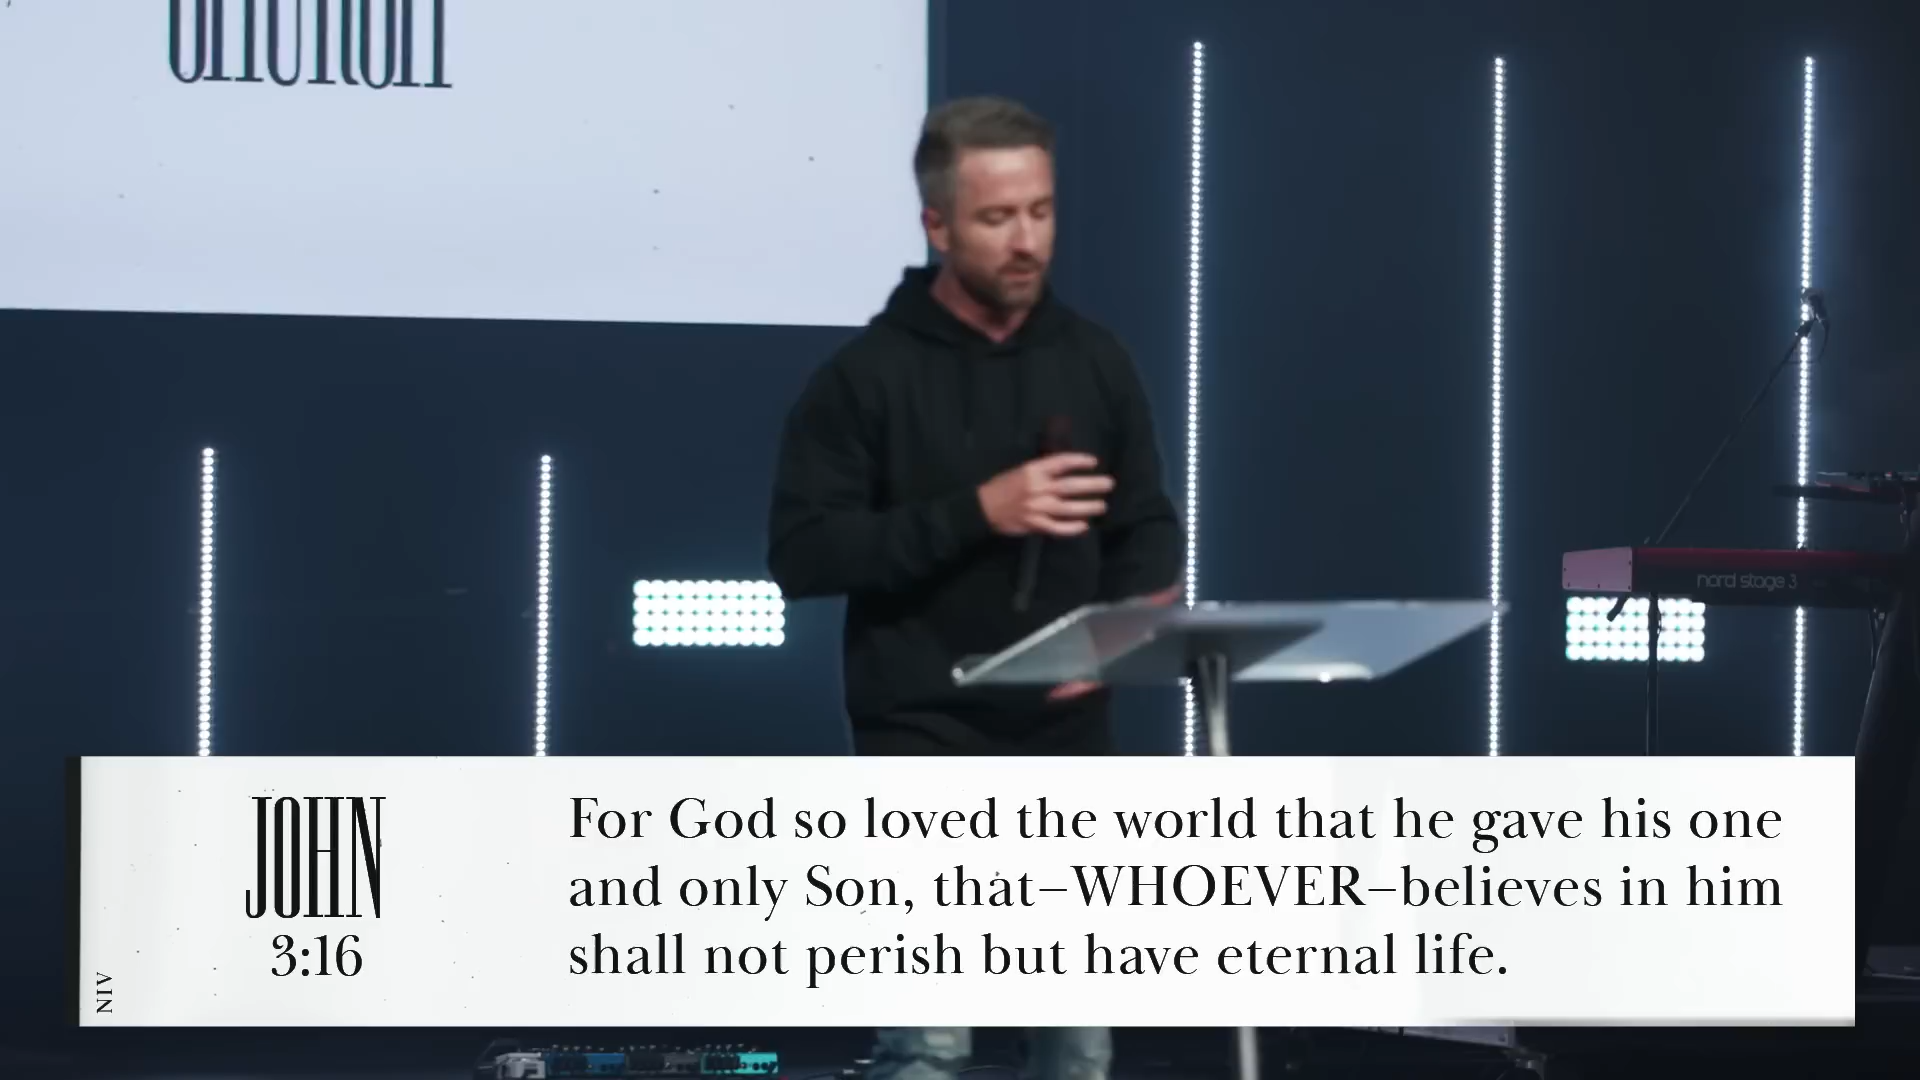 church
JOHN
3:16
NIV
For God so loved the world that he gave his one
and only Son, that–WHOEVER–believes in him
shall not perish but have eternal life.
nord stage 3